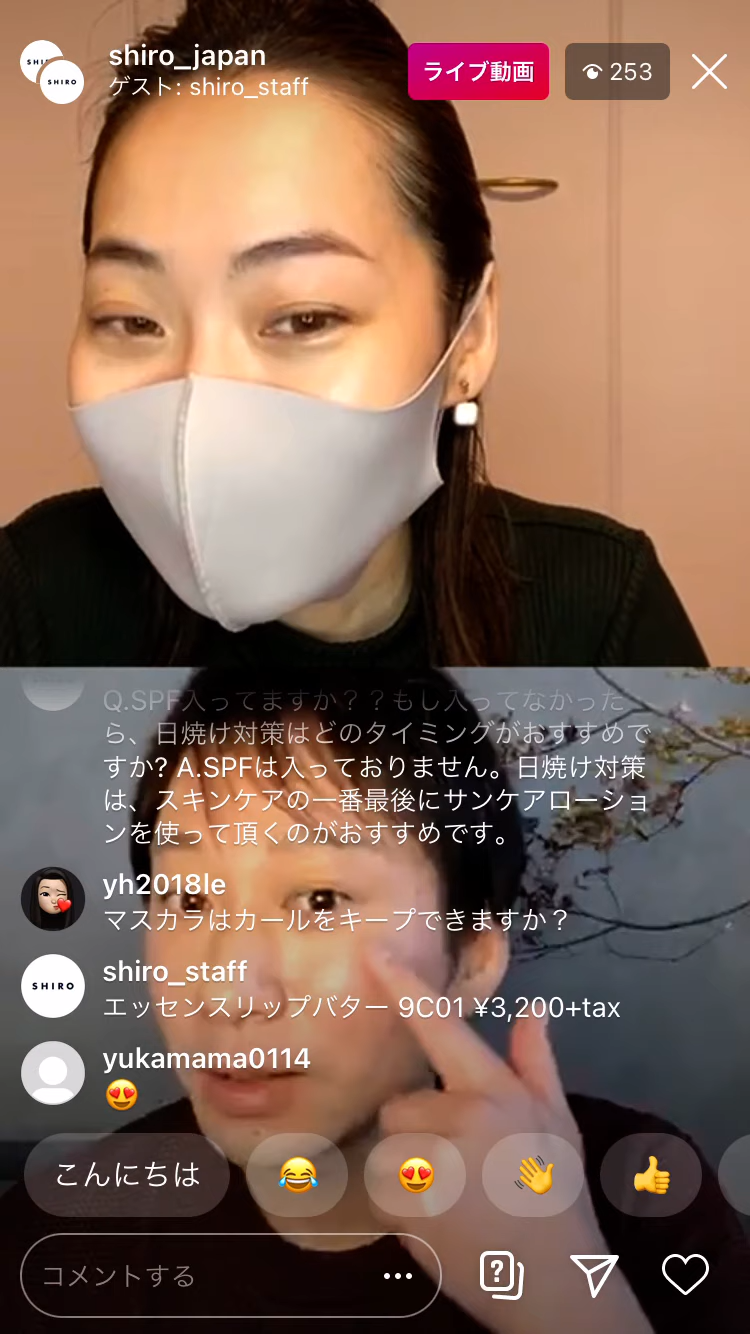 shiro_japan
ゲスト: shiro_staff
ライブ動画
253
SHIRO
Q.SPF入ってますか？？もし入ってなかった
ら、日焼け対策はどのタイミングがおすすめで
すか? A.SPFは入っておりません。日焼け対策
は、スキンケアの一番最後にサンケアローショ
ンを使って頂くのがおすすめです。
yh2018le
マスカラはカールをキープできますか？
SHIRO
shiro_staff
エッセンスリップバター 9C01 ¥3,200+tax
yukamama0114
こんにちは
コメントする